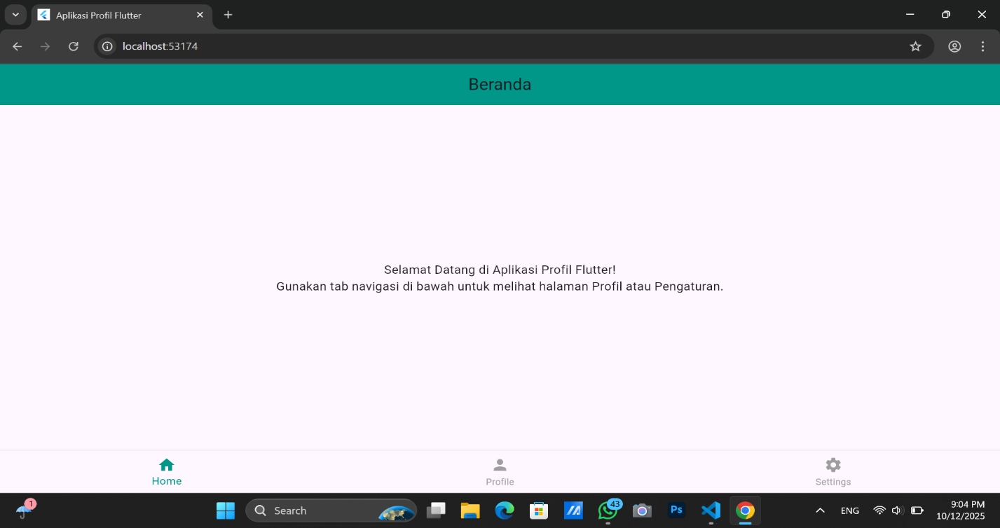 Aplikasi Profil Flutter
localhost:53174
Beranda
Selamat Datang di Aplikasi Profil Flutter!
Gunakan tab navigasi di bawah untuk melihat halaman Profil atau Pengaturan.
Home
Profile
Settings
1
Search
43
Ps
ENG
9:04 PM
10/12/2025